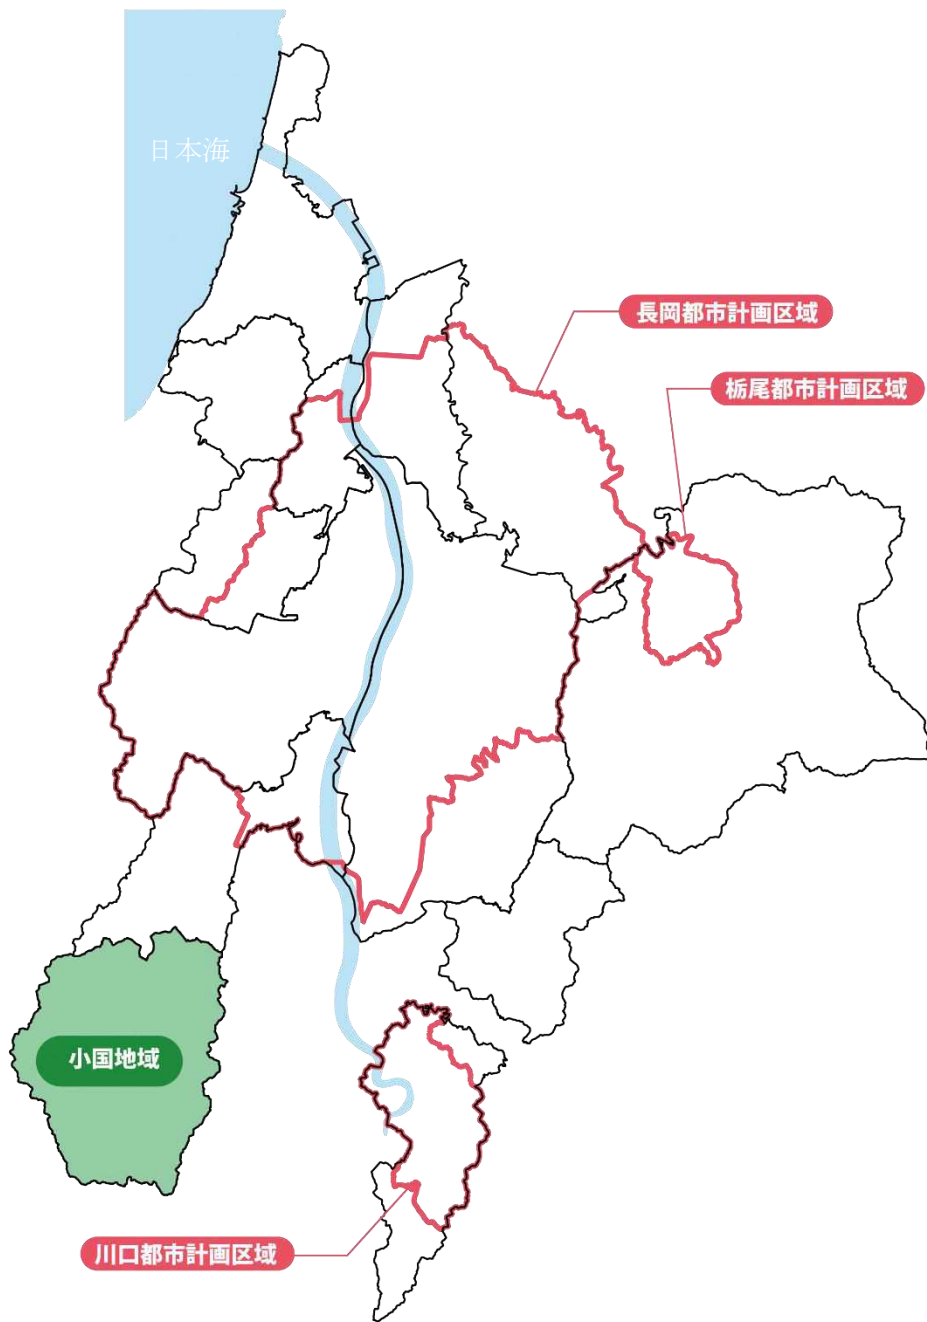 日本海
長岡都市計画区域
栃尾都市計画区域
小国地域
川口都市計画区域